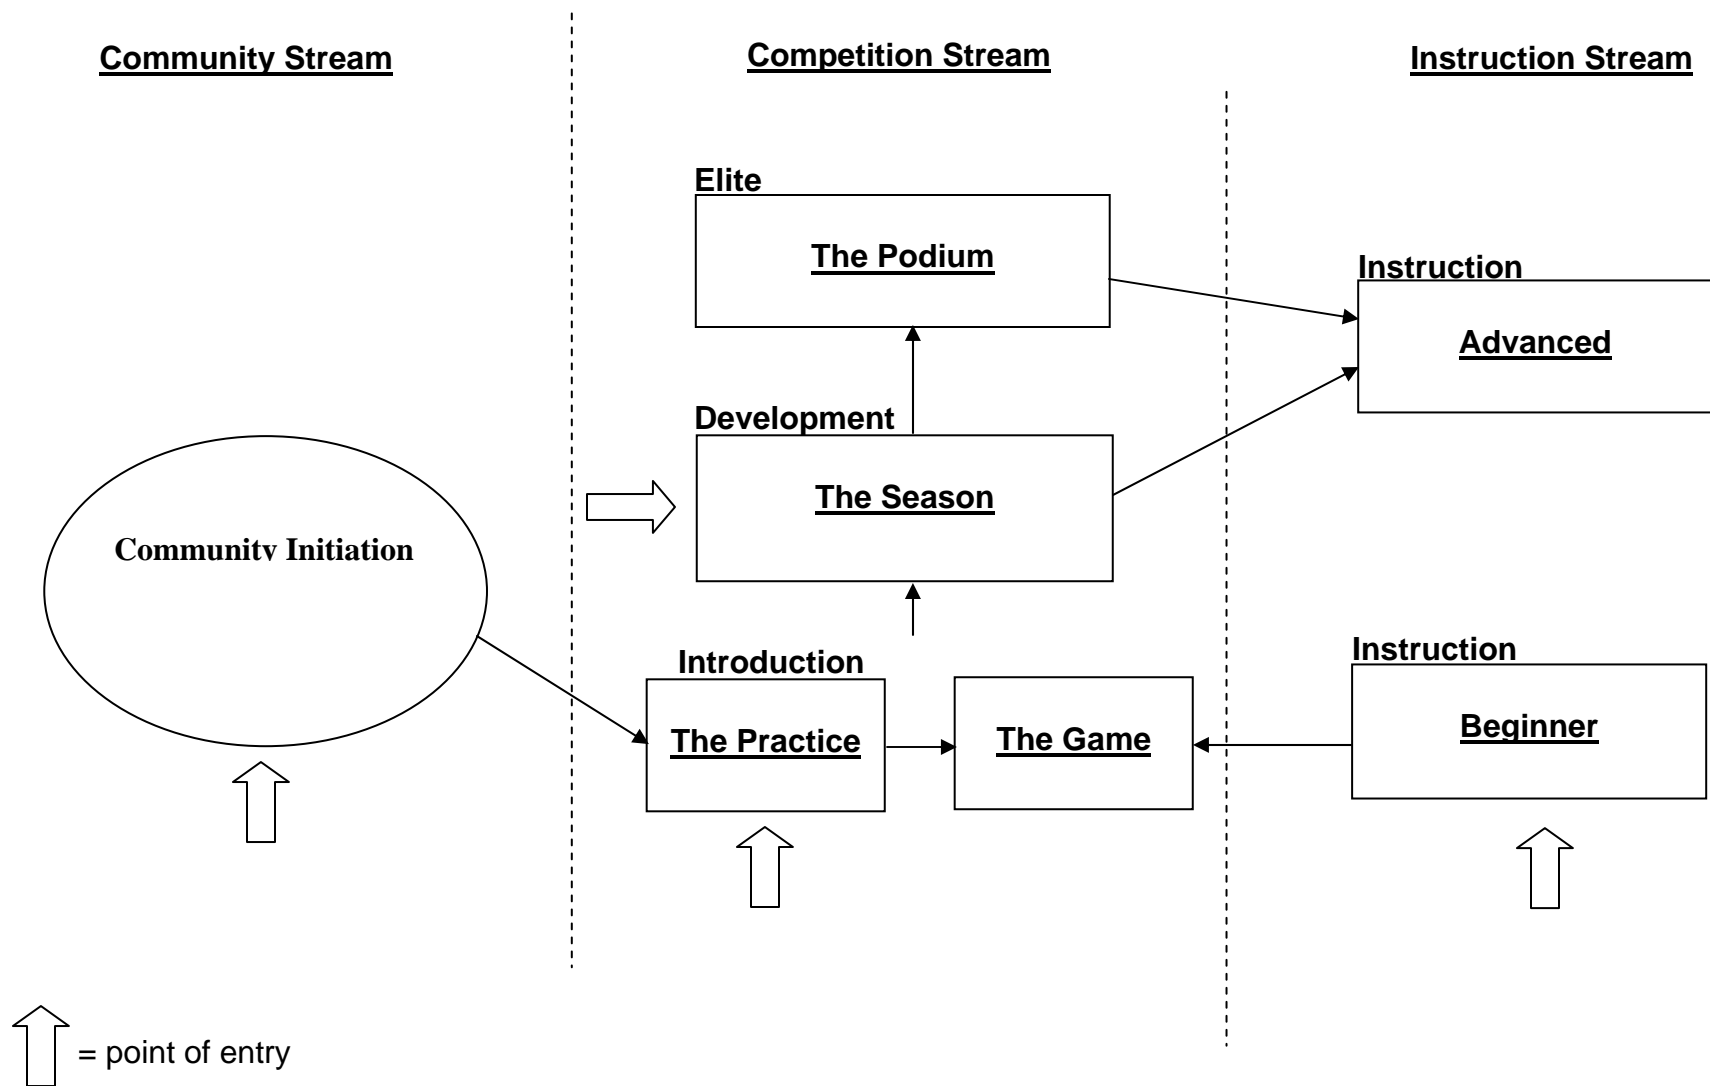 Community Stream
Competition Stream
Instruction Stream
Elite
The Podium
Instruction
Advanced
Development
The Season
Community Initiation
Introduction
The Practice
The Game
Instruction
Beginner
= point of entry